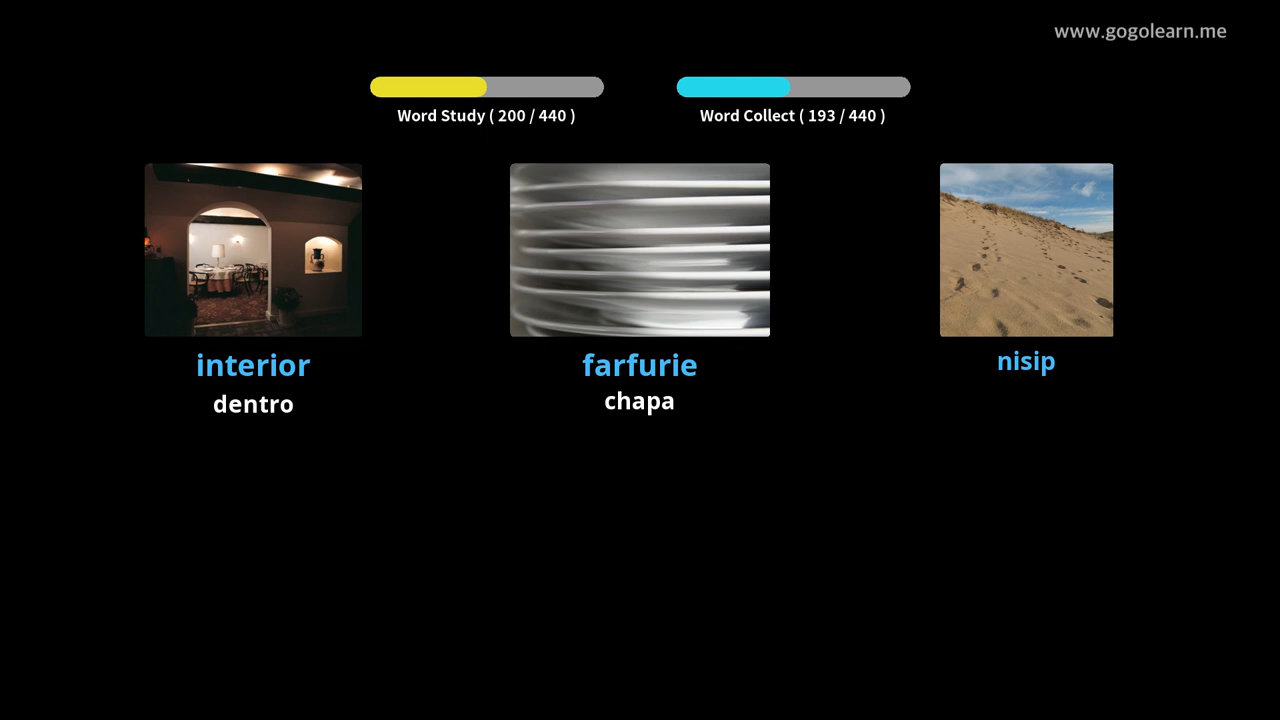 www.gogolearn.me
Word Study ( 200 / 440 )
Word Collect ( 193 / 440 )
interior
dentro
farfurie
chapa
nisip